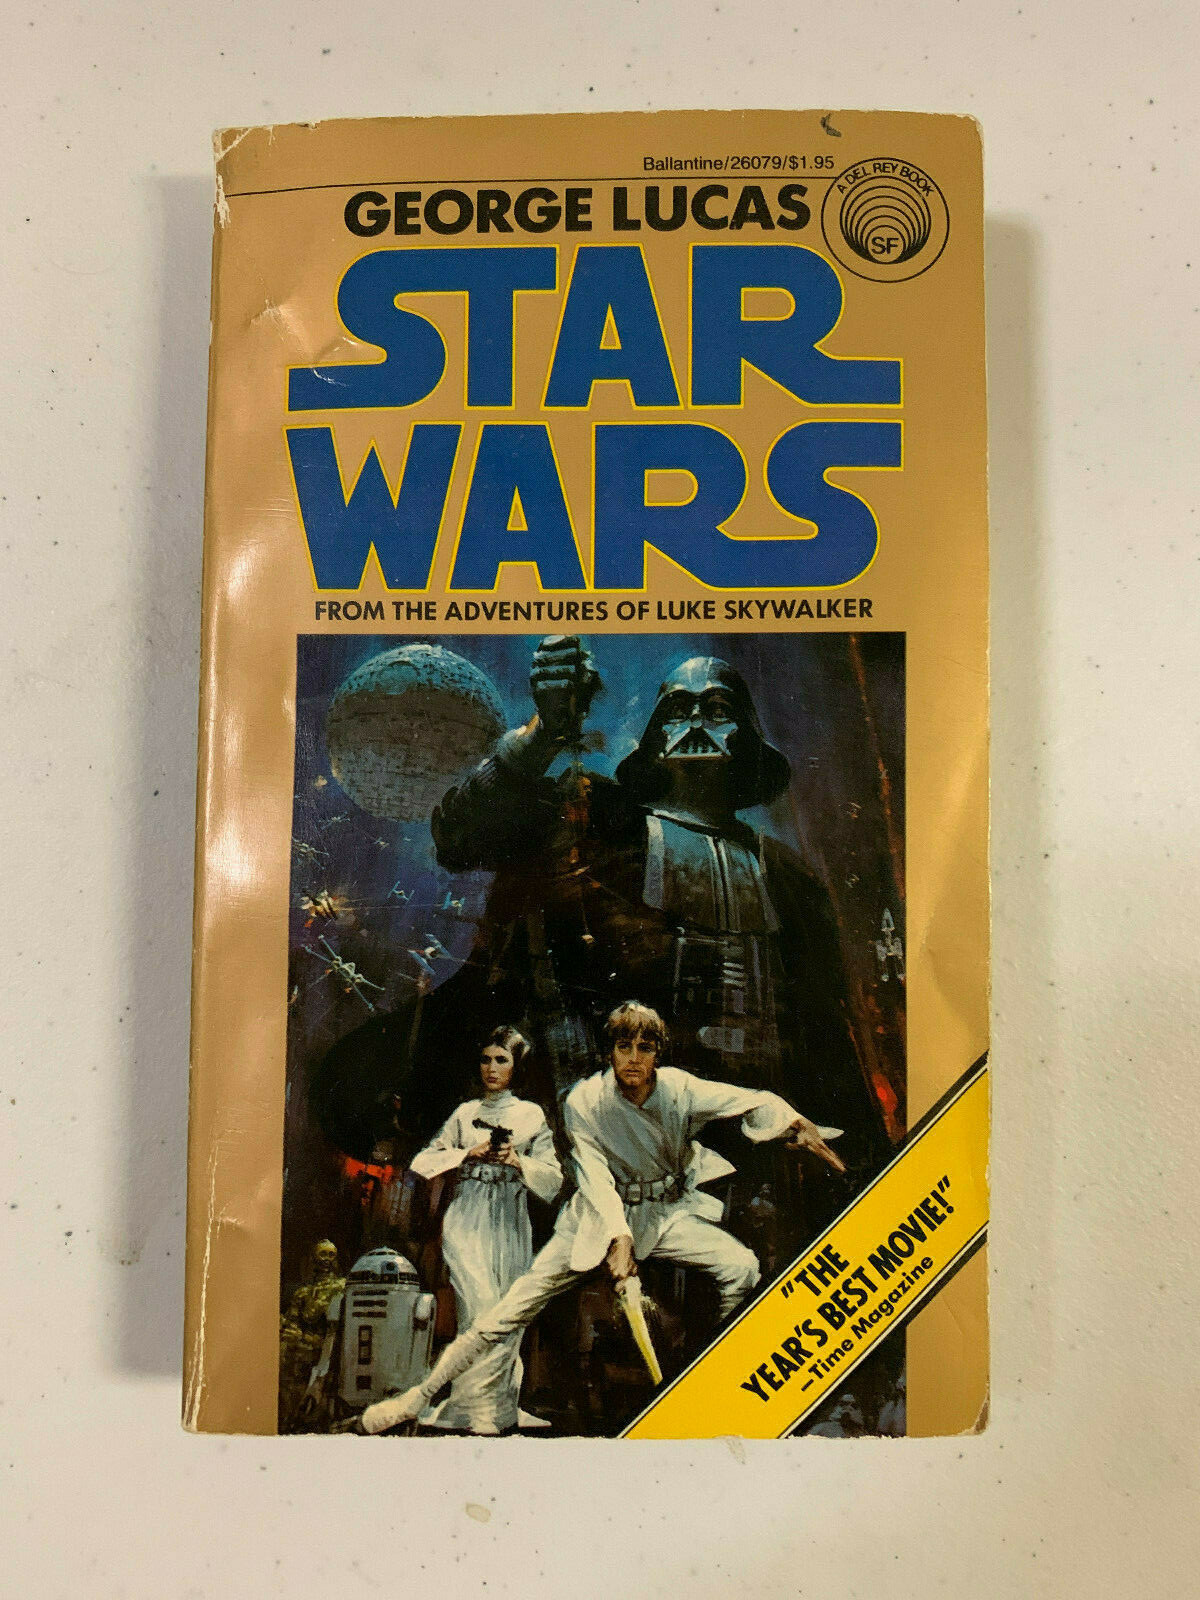 Ballantine/26079/$1.95
A DEL REY BOOK
SF
GEORGE LUCAS
STAR
WARS
FROM THE ADVENTURES OF LUKE SKYWALKER
"THE
YEAR'S BEST MOVIE!"
—Time Magazine